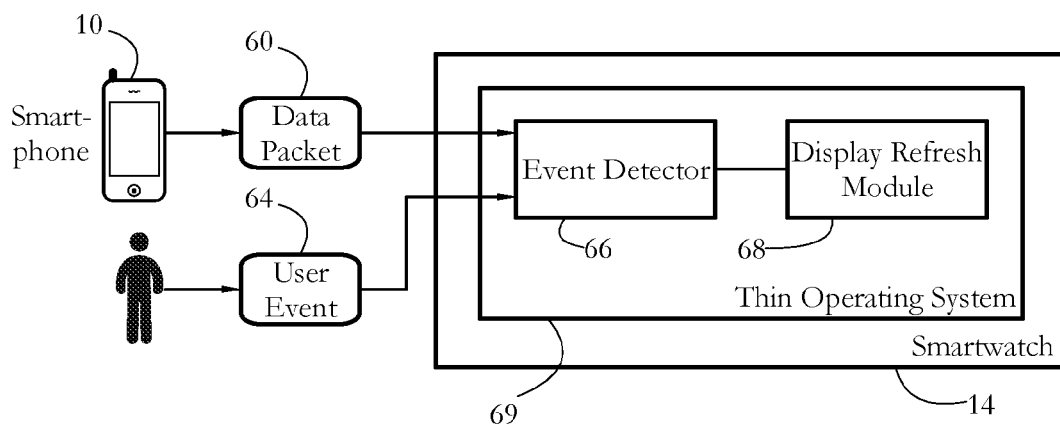 10
60
Smart-
phone
Data
Packet
Event Detector
Display Refresh
Module
64
66
68
User
Event
Thin Operating System
Smartwatch
69
14